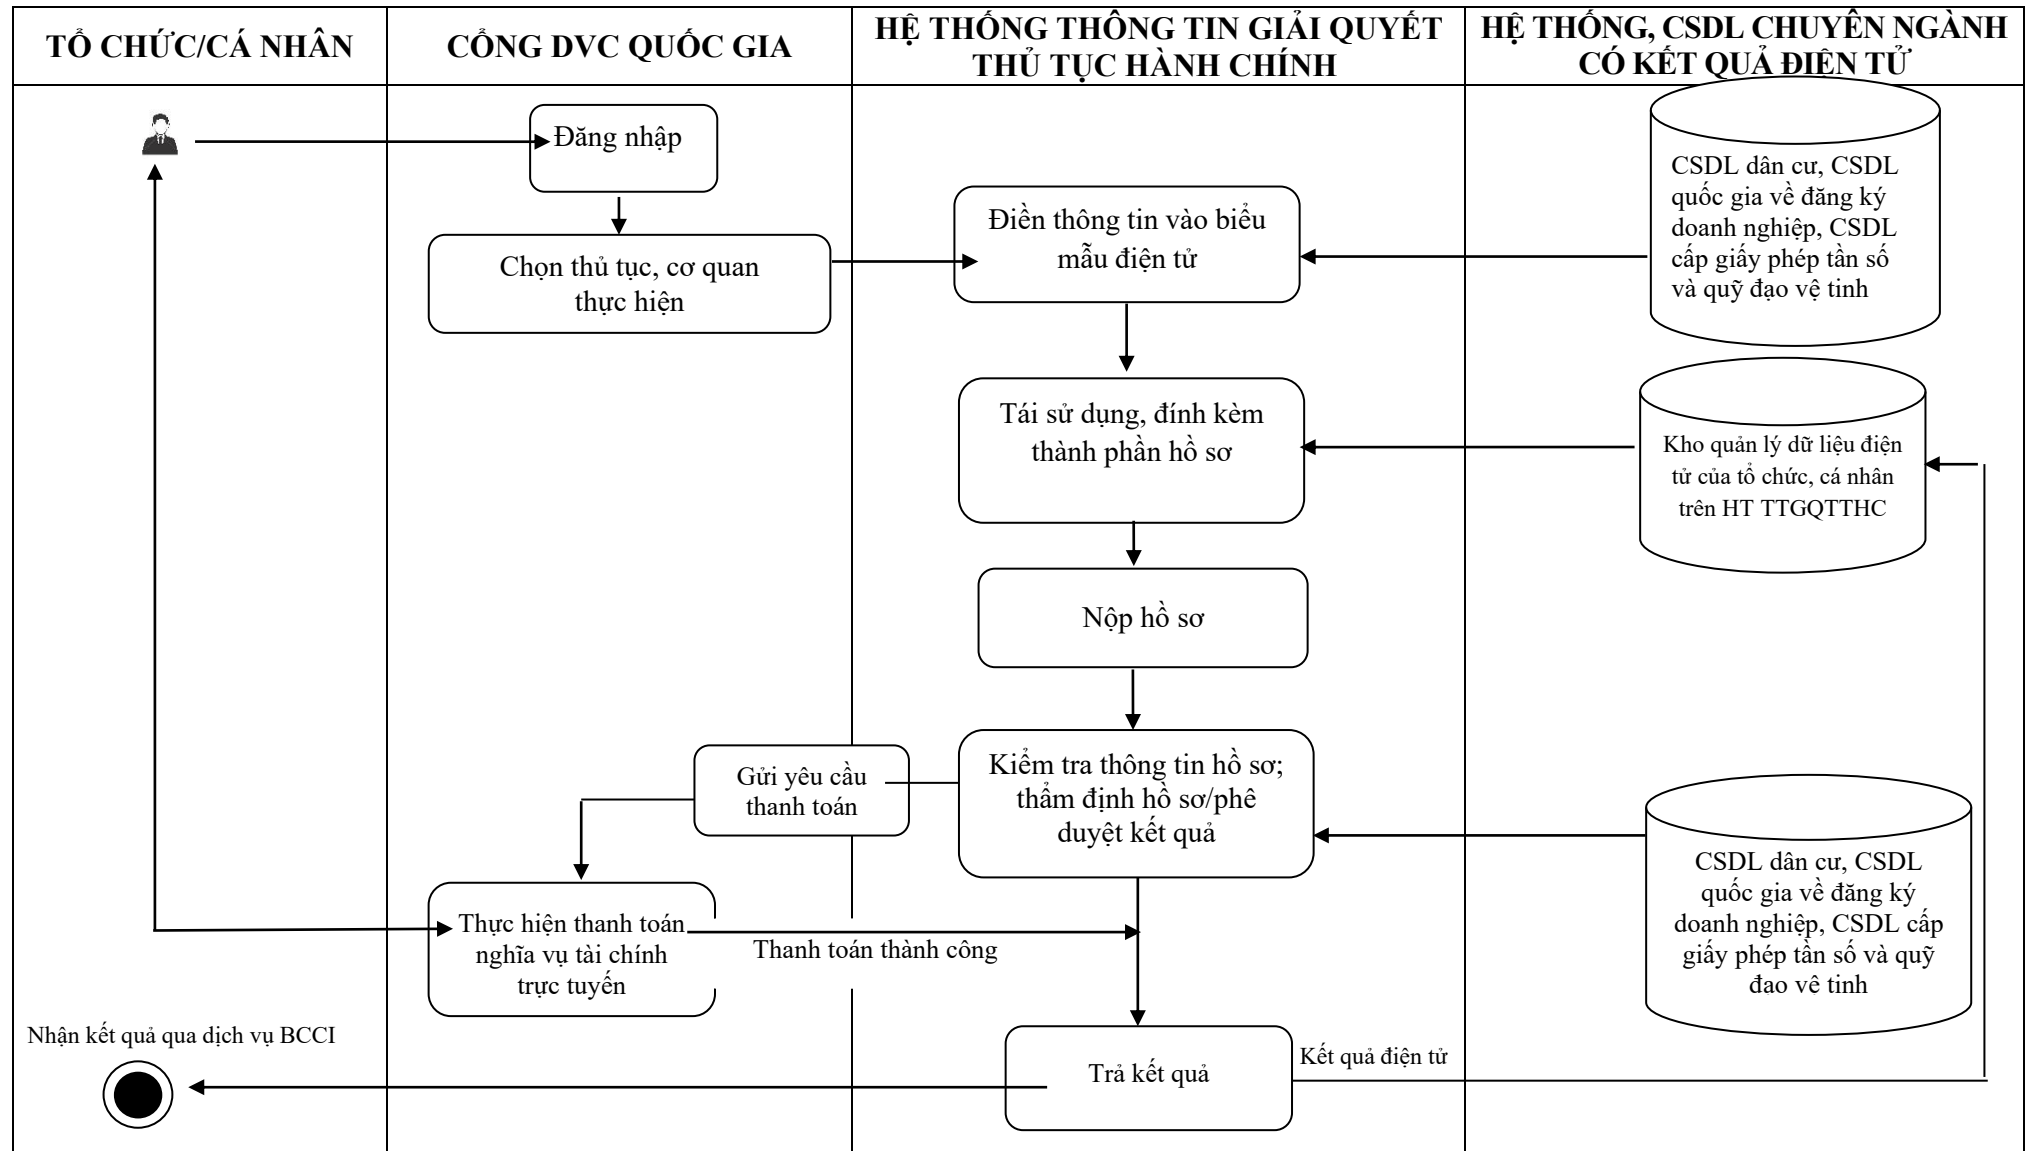 TỔ CHỨC/CÁ NHÂN
CỔNG DVC QUỐC GIA
HỆ THỐNG THÔNG TIN GIẢI QUYẾT
THỦ TỤC HÀNH CHÍNH
HỆ THỐNG, CSDL CHUYÊN NGÀNH
CÓ KẾT QUẢ ĐIỆN TỬ
Đăng nhập
Chọn thủ tục, cơ quan
thực hiện
Điền thông tin vào biểu
mẫu điện tử
CSDL dân cư, CSDL
quốc gia về đăng ký
doanh nghiệp, CSDL
cấp giấy phép tần số
và quỹ đạo vệ tinh
Tái sử dụng, đính kèm
thành phần hồ sơ
Kho quản lý dữ liệu điện
tử của tổ chức, cá nhân
trên HT TTGQTTHC
Nộp hồ sơ
Gửi yêu cầu
thanh toán
Kiểm tra thông tin hồ sơ;
thẩm định hồ sơ/phê
duyệt kết quả
CSDL dân cư, CSDL
quốc gia về đăng ký
doanh nghiệp, CSDL cấp
giấy phép tần số và quỹ
đao vê tinh
Thực hiện thanh toán
nghĩa vụ tài chính
trực tuyến
Thanh toán thành công
Nhận kết quả qua dịch vụ BCCI
Trả kết quả
Kết quả điện tử